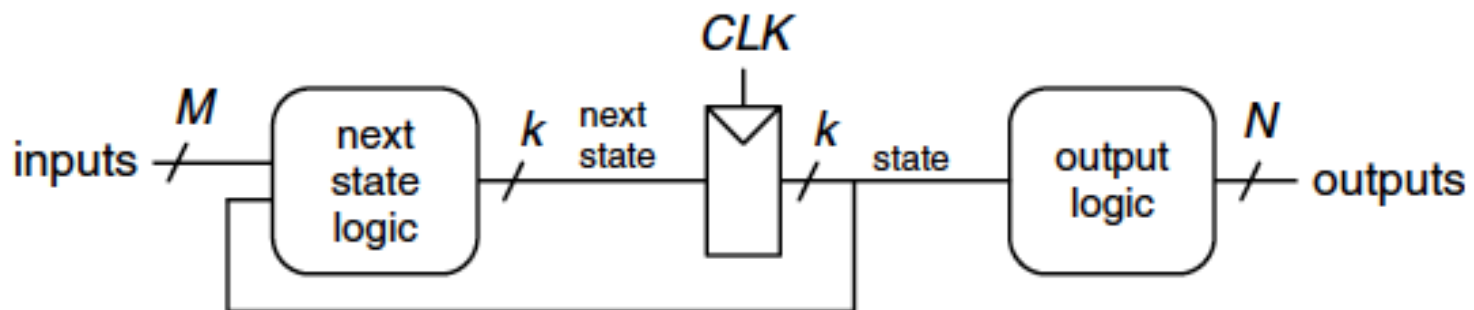 CLK
inputs
M
next
state
logic
k
next
state
k
state
output
logic
N
outputs